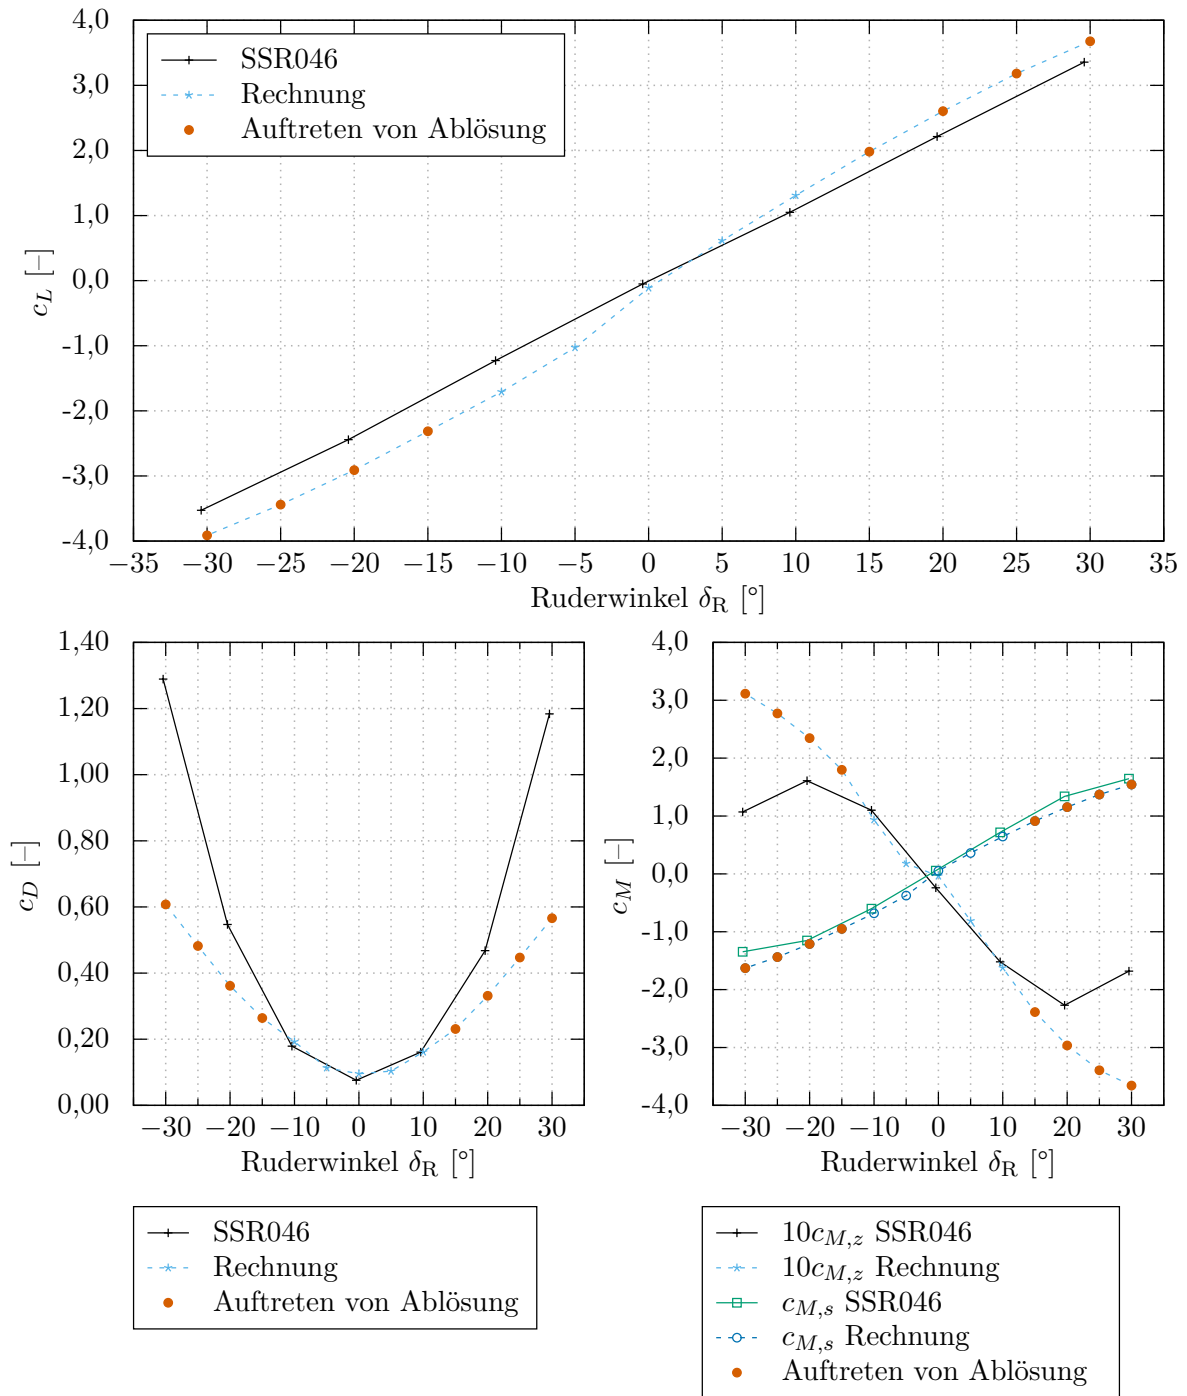 4,0
3,0
2,0
1,0
0,0
-1,0
-2,0
-3,0
-4,0
c_L [–]
SSR046
Rechnung
Auftreten von Ablösung
−35 −30 −25 −20 −15 −10 −5 0 5 10 15 20 25 30 35
Ruderwinkel δ_R [°]
1,40
1,20
1,00
0,80
0,60
0,40
0,20
0,00
c_D [–]
−30 −20 −10 0 10 20 30
Ruderwinkel δ_R [°]
SSR046
Rechnung
Auftreten von Ablösung
4,0
3,0
2,0
1,0
0,0
-1,0
-2,0
-3,0
-4,0
c_M [–]
−30 −20 −10 0 10 20 30
Ruderwinkel δ_R [°]
10c_{M,z} SSR046
10c_{M,z} Rechnung
c_{M,s} SSR046
c_{M,s} Rechnung
Auftreten von Ablösung